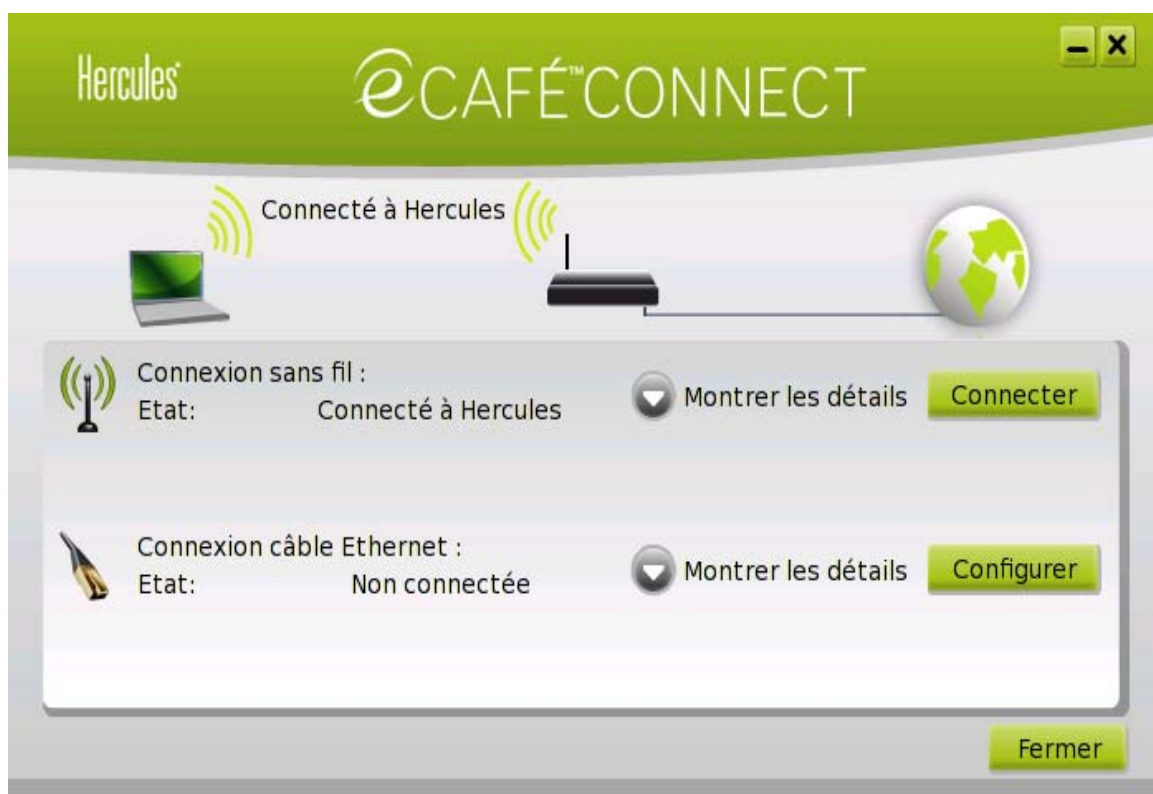 Hercules
eCAFÉ™CONNECT
Connecté à Hercules
Connexion sans fil :
Etat: Connecté à Hercules
Montrer les détails
Connecter
Connexion câble Ethernet :
Etat: Non connectée
Montrer les détails
Configurer
Fermer